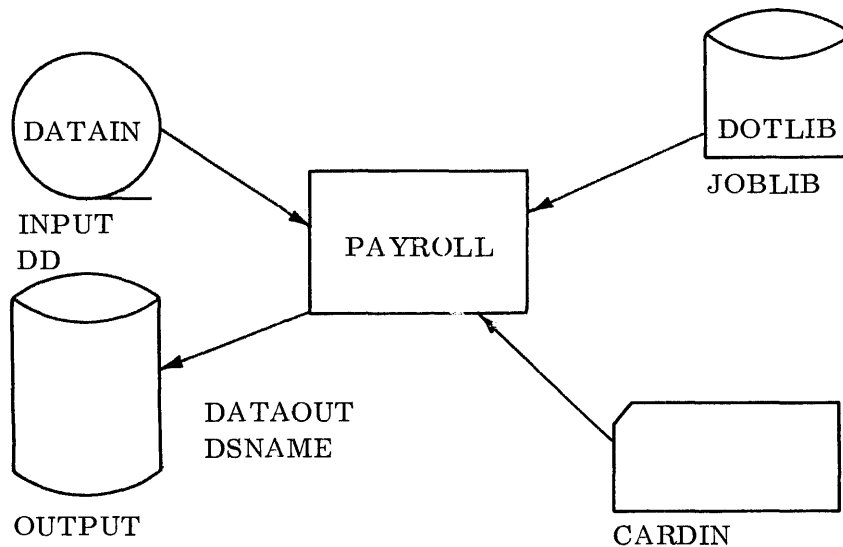 DATAIN
DOTLIB
JOBLIB
INPUT
DD
PAYROLL
DATAOUT
DSNAME
OUTPUT
CARDIN